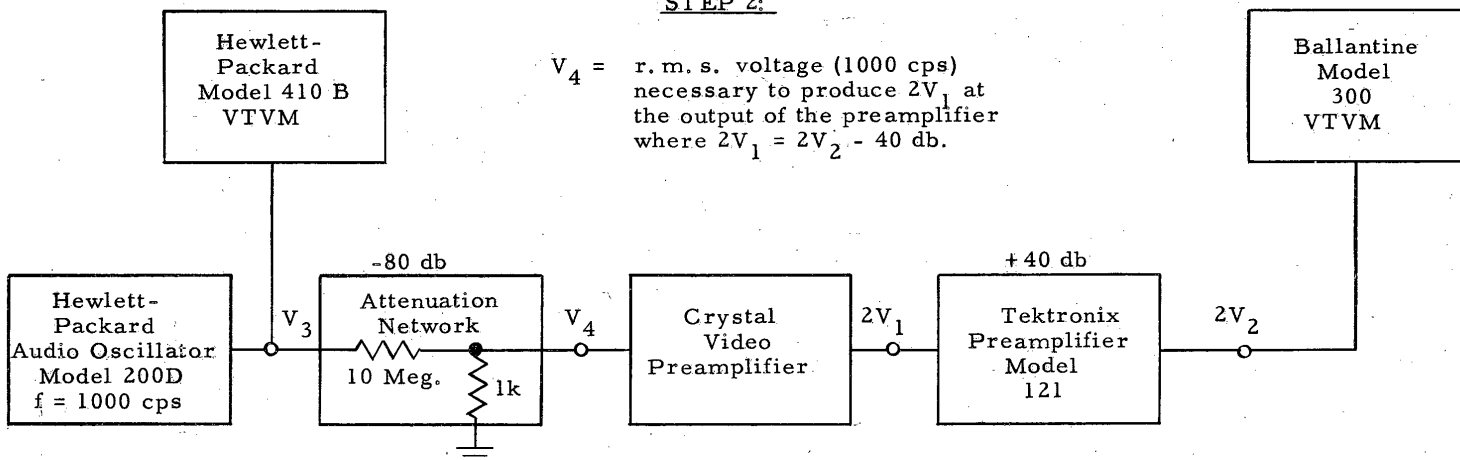 STEP 2:
Hewlett-
Packard
Model 410 B
VTVM
V4 = r.m.s. voltage (1000 cps)
necessary to produce 2V1 at
the output of the preamplifier
where 2V1 = 2V2 - 40 db.
Ballantine
Model
300
VTVM
Hewlett-
Packard
Audio Oscillator
Model 200D
f = 1000 cps
V3
-80 db
Attenuation
Network
10 Meg.
1k
V4
Crystal
Video
Preamplifier
2V1
+40 db
Tektronix
Preamplifier
Model
121
2V2